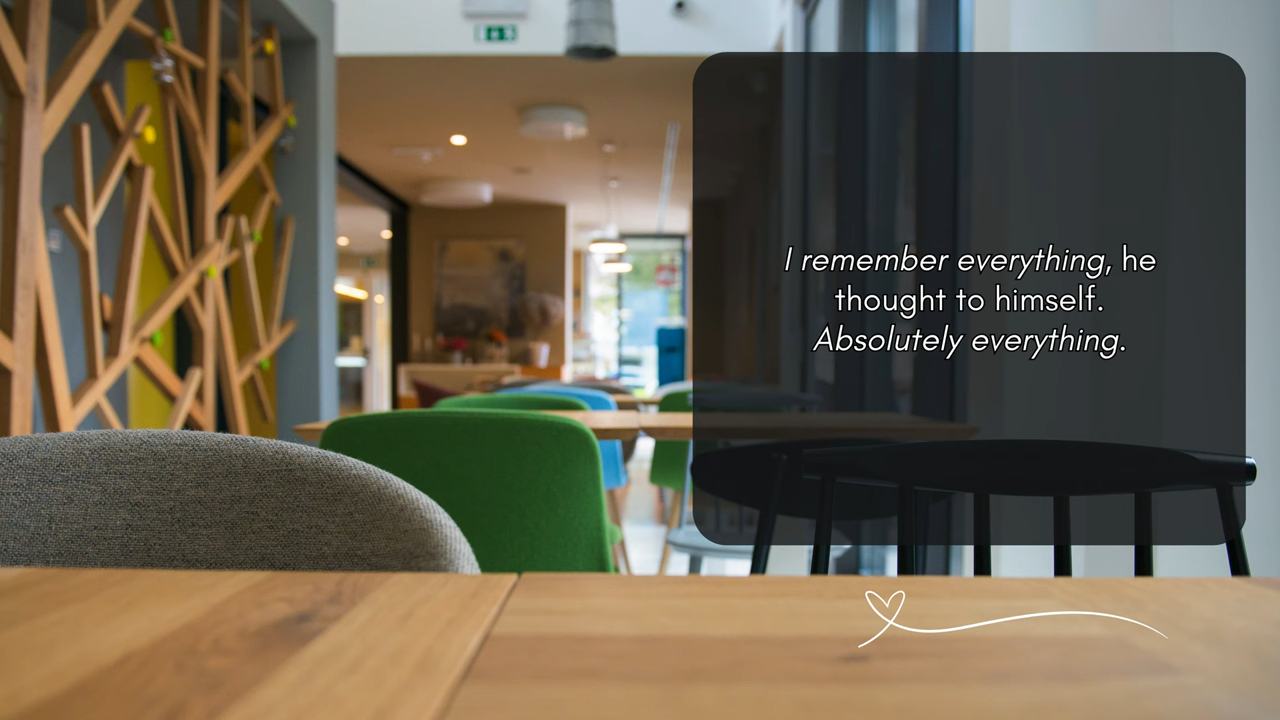 I remember everything, he
thought to himself.
Absolutely everything.